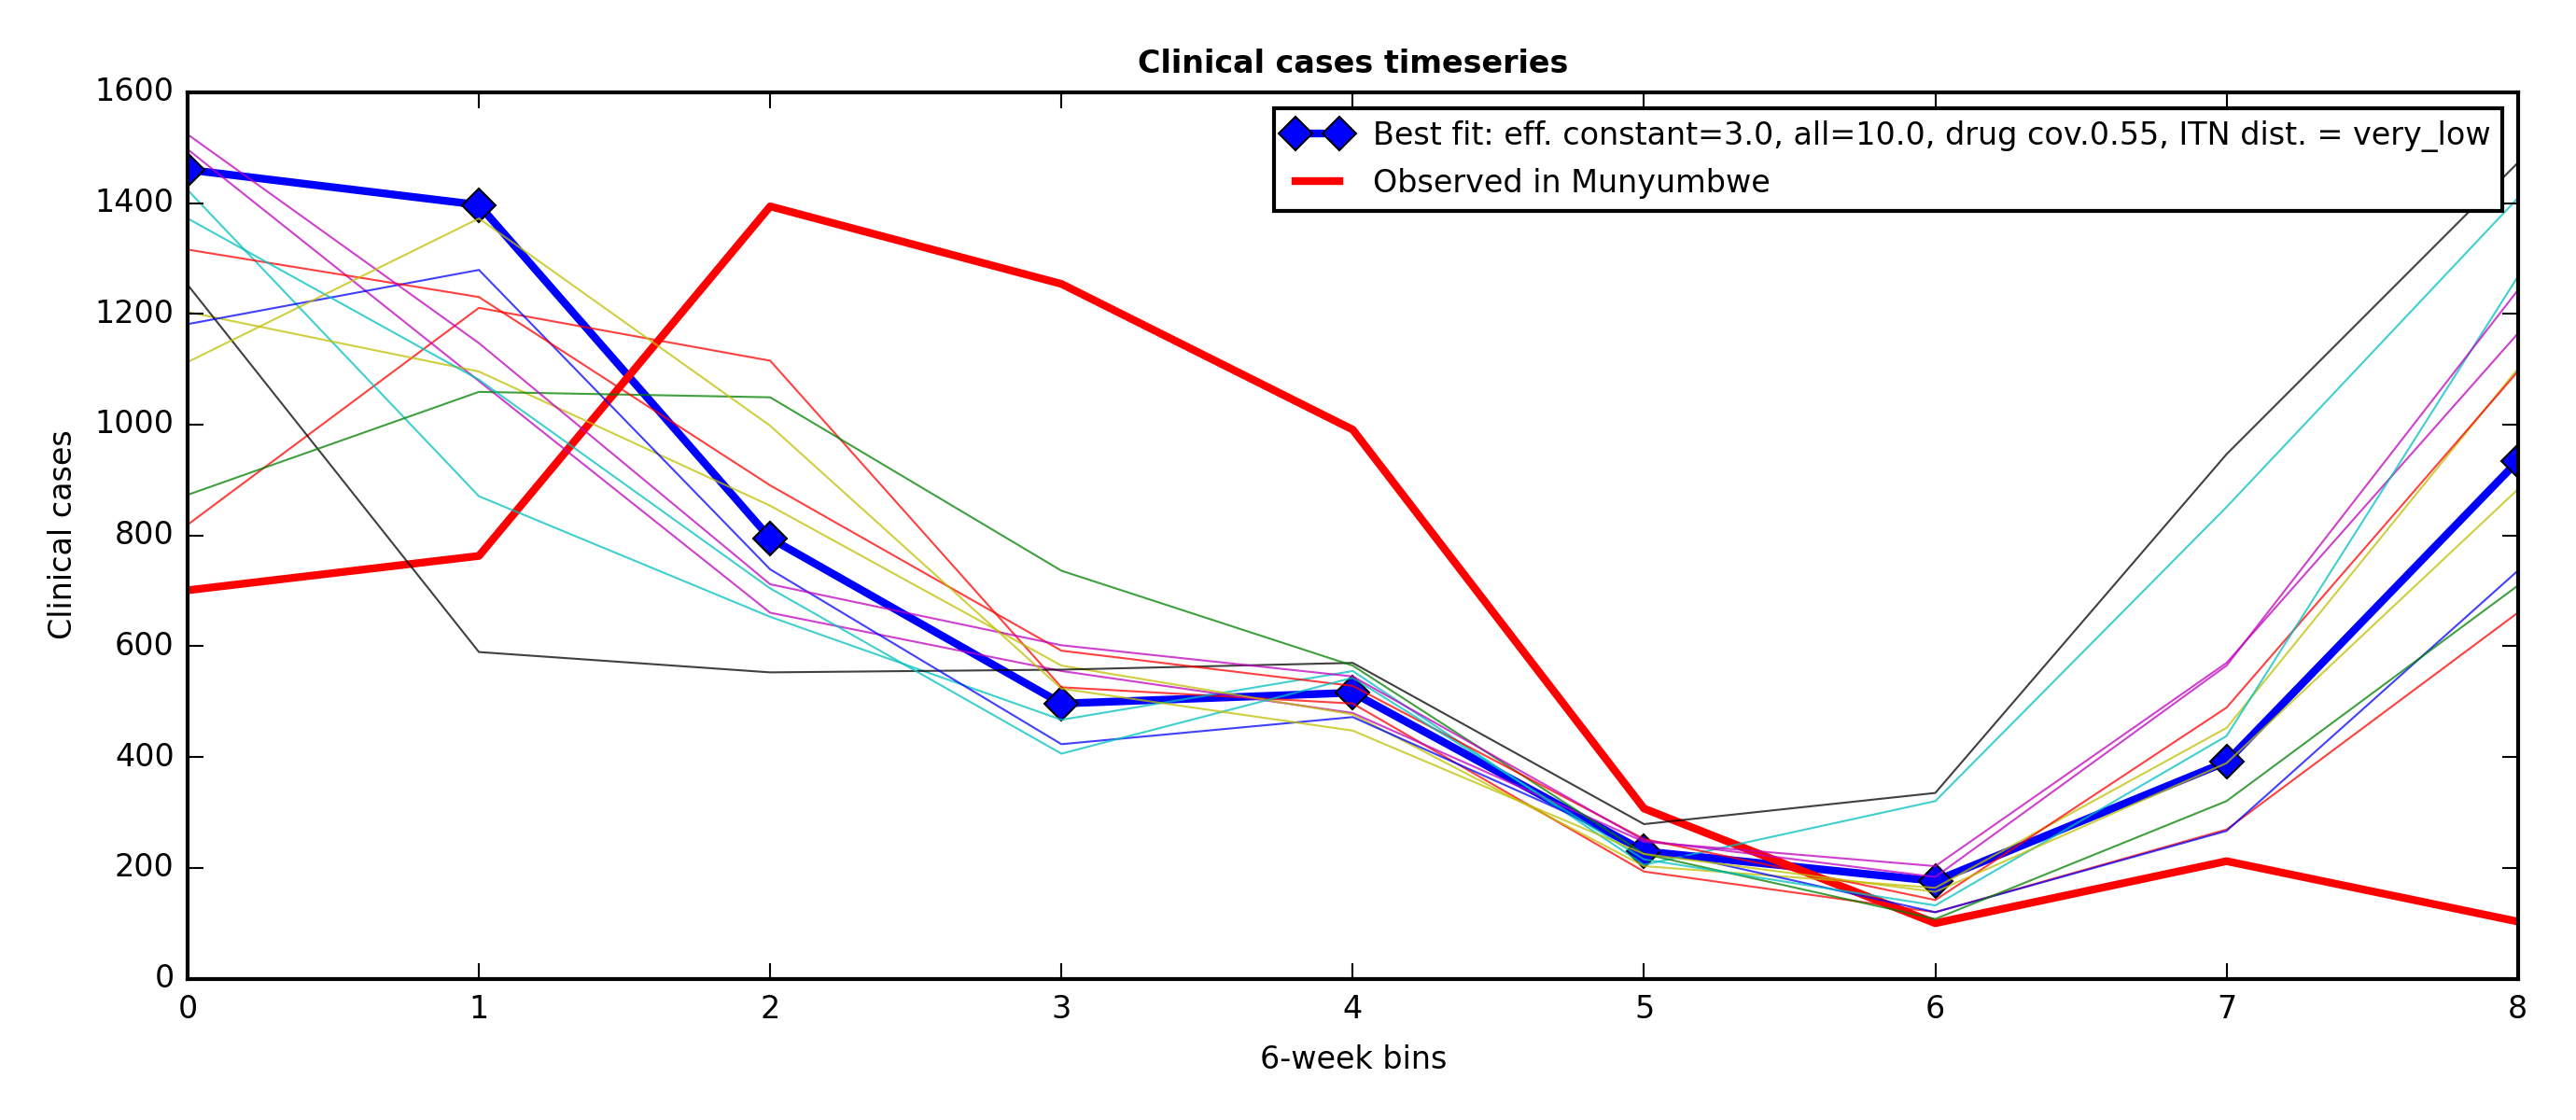 Clinical cases timeseries
1600
1400
1200
1000
800
600
400
200
0
Clinical cases
Best fit: eff. constant=3.0, all=10.0, drug cov.0.55, ITN dist. = very_low
Observed in Munyumbwe
0 1 2 3 4 5 6 7 8
6-week bins